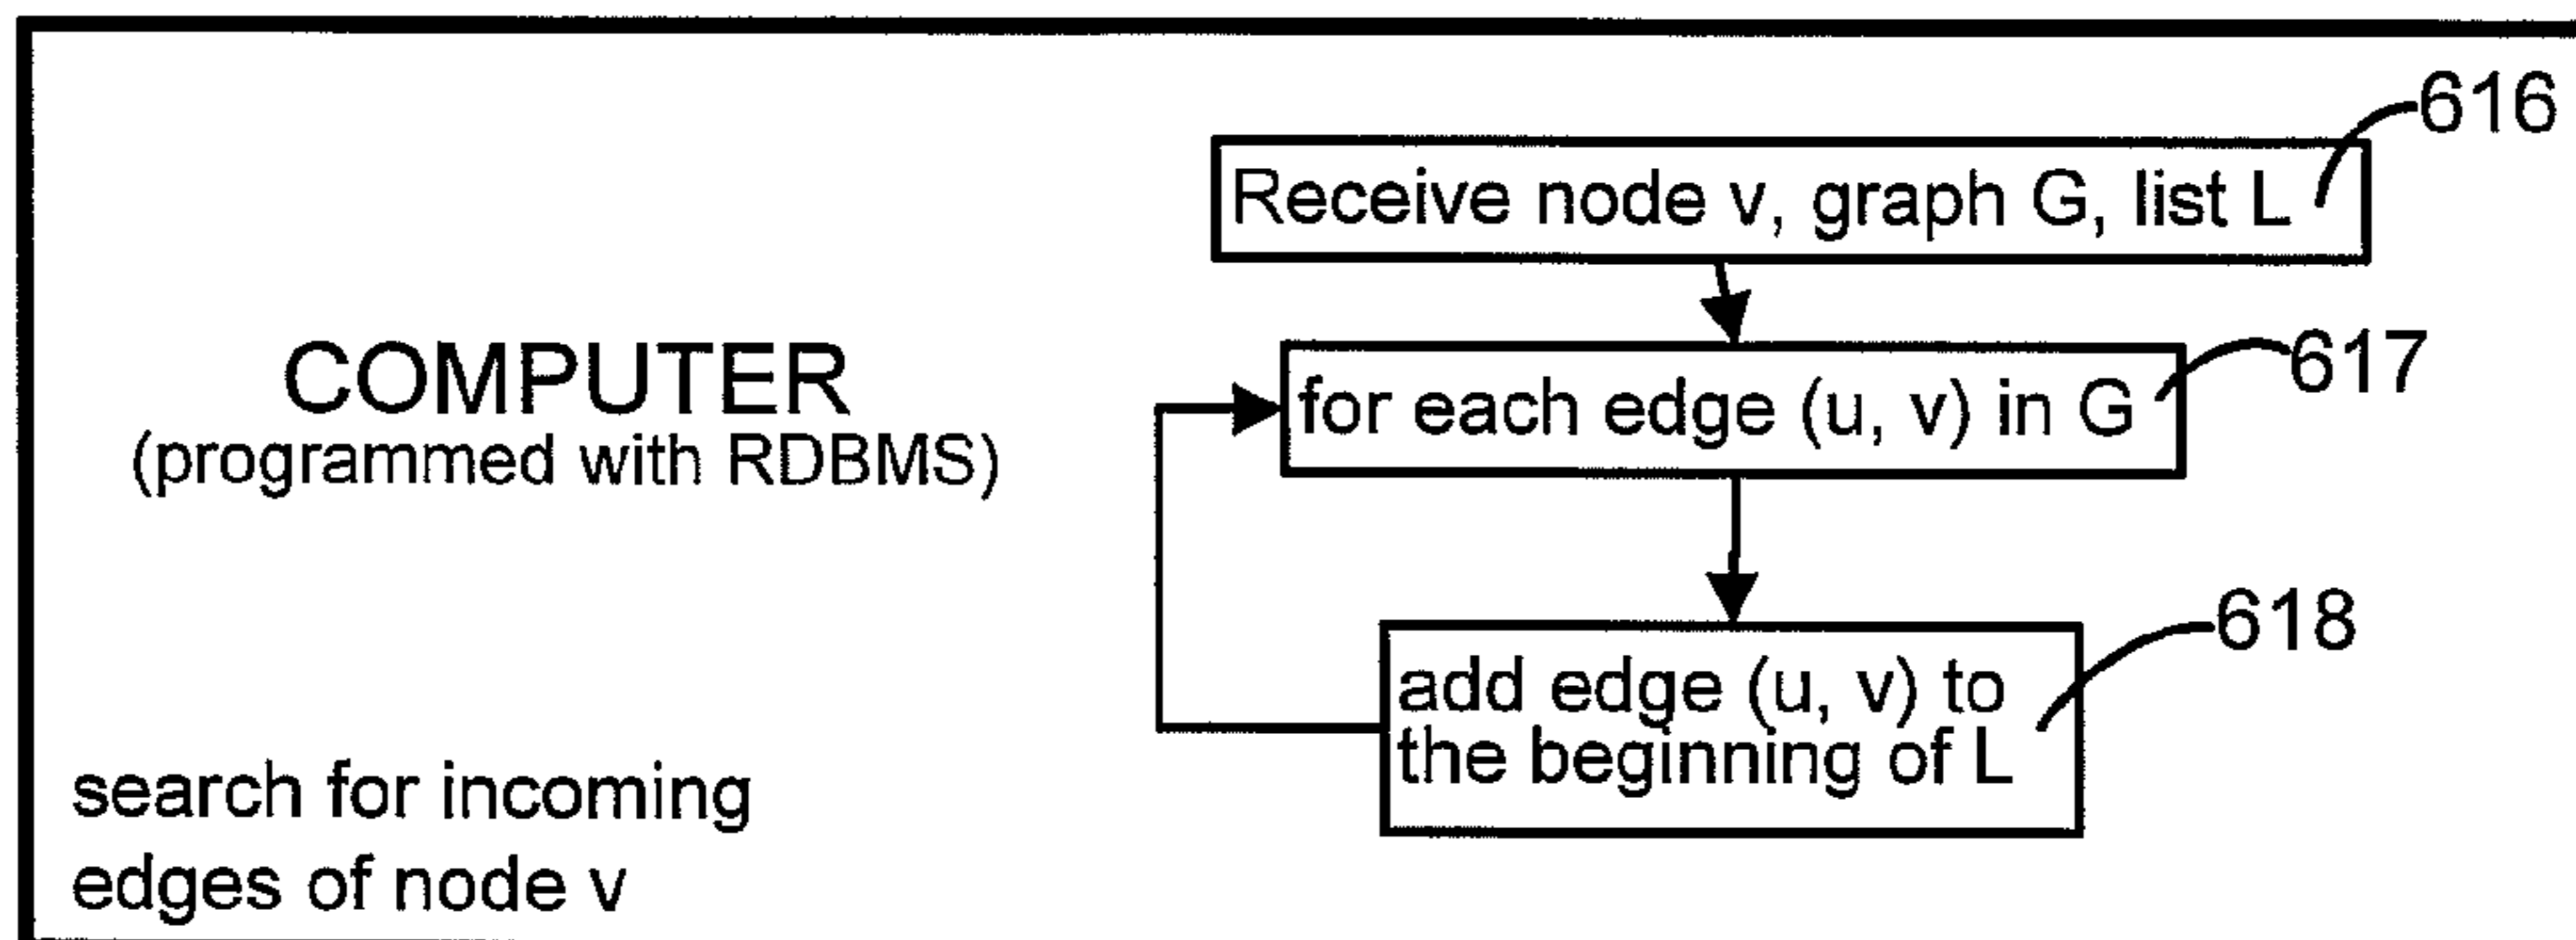 616
Receive node v, graph G, list L
617
for each edge (u, v) in G
COMPUTER
(programmed with RDBMS)
618
add edge (u, v) to
the beginning of L
search for incoming
edges of node v